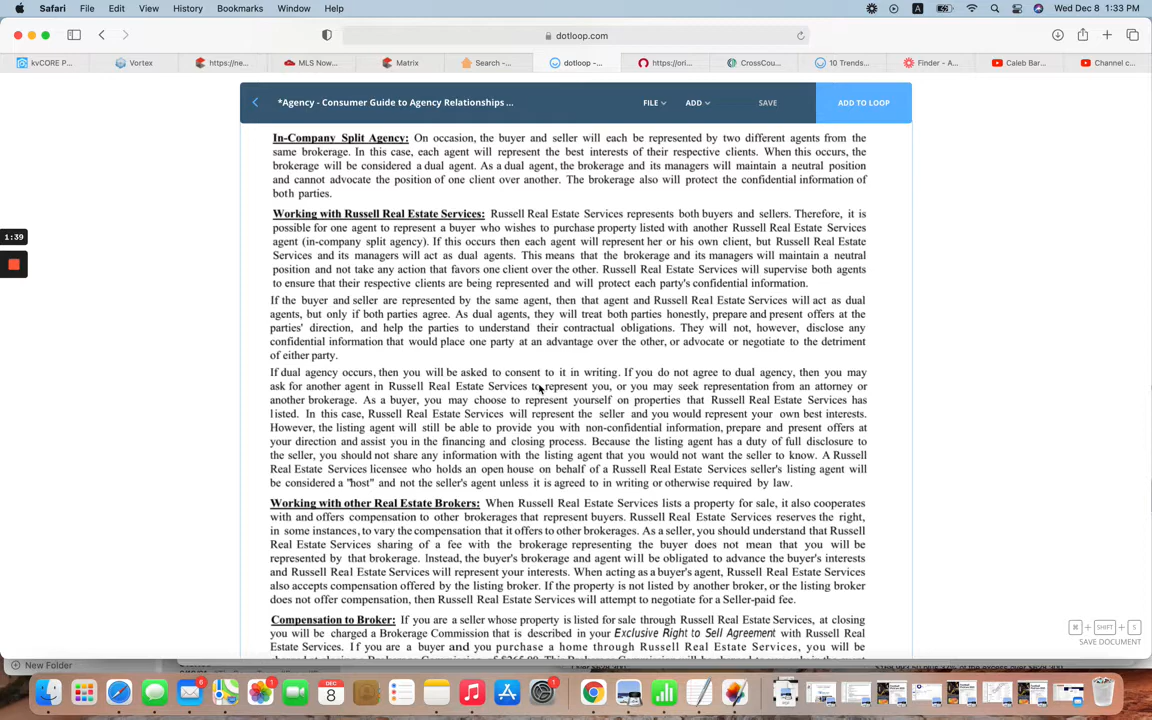 Safari File Edit View History Bookmarks Window Help Wed Dec 8 1:33 PM
dotloop.com
kvCORE P... Vortex https://ne... MLS Now... Matrix Search -... dotloop -... https://ori... CrossCou... 10 Trends... Finder - A... Caleb Bar... Channel c...
*Agency - Consumer Guide to Agency Relationships ... FILE ADD SAVE ADD TO LOOP
In-Company Split Agency: On occasion, the buyer and seller will each be represented by two different agents from the
same brokerage. In this case, each agent will represent the best interests of their respective clients. When this occurs, the
brokerage will be considered a dual agent. As a dual agent, the brokerage and its managers will maintain a neutral position
and cannot advocate the position of one client over another. The brokerage also will protect the confidential information of
both parties.
Working with Russell Real Estate Services: Russell Real Estate Services represents both buyers and sellers. Therefore, it is
possible for one agent to represent a buyer who wishes to purchase property listed with another Russell Real Estate Services
1:39
agent (in-company split agency). If this occurs then each agent will represent her or his own client, but Russell Real Estate
Services and its managers will act as dual agents. This means that the brokerage and its managers will maintain a neutral
position and not take any action that favors one client over the other. Russell Real Estate Services will supervise both agents
to ensure that their respective clients are being represented and will protect each party's confidential information.
If the buyer and seller are represented by the same agent, then that agent and Russell Real Estate Services will act as dual
agents, but only if both parties agree. As dual agents, they will treat both parties honestly, prepare and present offers at the
parties' direction, and help the parties to understand their contractual obligations. They will not, however, disclose any
confidential information that would place one party at an advantage over the other, or advocate or negotiate to the detriment
of either party.
If dual agency occurs, then you will be asked to consent to it in writing. If you do not agree to dual agency, then you may
ask for another agent in Russell Real Estate Services to represent you, or you may seek representation from an attorney or
another brokerage. As a buyer, you may choose to represent yourself on properties that Russell Real Estate Services has
listed. In this case, Russell Real Estate Services will represent the seller and you would represent your own best interests.
However, the listing agent will still be able to provide you with non-confidential information, prepare and present offers at
your direction and assist you in the financing and closing process. Because the listing agent has a duty of full disclosure to
the seller, you should not share any information with the listing agent that you would not want the seller to know. A Russell
Real Estate Services licensee who holds an open house on behalf of a Russell Real Estate Services seller's listing agent will
be considered a "host" and not the seller's agent unless it is agreed to in writing or otherwise required by law.
Working with other Real Estate Brokers: When Russell Real Estate Services lists a property for sale, it also cooperates
with and offers compensation to other brokerages that represent buyers. Russell Real Estate Services reserves the right,
in some instances, to vary the compensation that it offers to other brokerages. As a seller, you should understand that Russell
Real Estate Services sharing of a fee with the brokerage representing the buyer does not mean that you will be
represented by that brokerage. Instead, the buyer's brokerage and agent will be obligated to advance the buyer's interests
and Russell Real Estate Services will represent your interests. When acting as a buyer's agent, Russell Real Estate Services
also accepts compensation offered by the listing broker. If the property is not listed by another broker, or the listing broker
does not offer compensation, then Russell Real Estate Services will attempt to negotiate for a Seller-paid fee.
Compensation to Broker: If you are a seller whose property is listed for sale through Russell Real Estate Services, at closing
you will be charged a Brokerage Commission that is described in your Exclusive Right to Sell Agreement with Russell Real
Estate Services. If you are a buyer and you purchase a home through Russell Real Estate Services, you will be
⌘ + SHIFT + S
SAVE DOCUMENT
New Folder